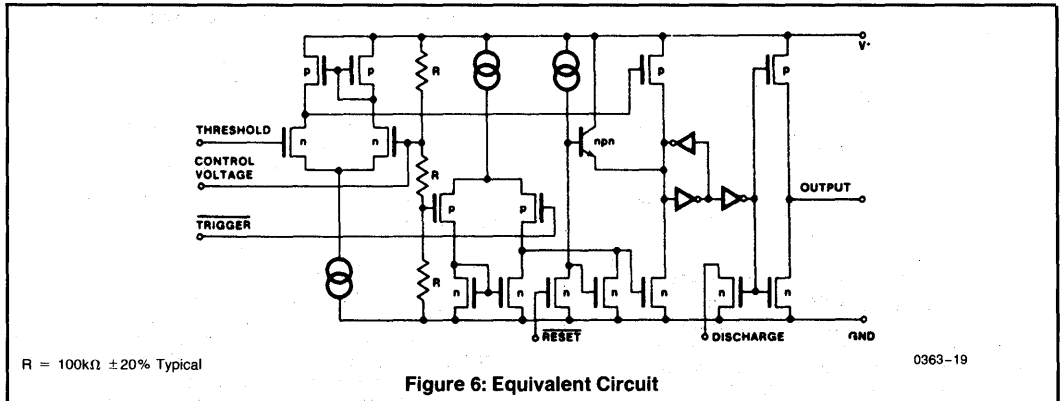 V+
p
p
R
p
p
THRESHOLD
n
n
npn
CONTROL
VOLTAGE
R
OUTPUT
p
p
TRIGGER
R
n
n
n
n
n
n
n
RESET
DISCHARGE
GND
R = 100kΩ ±20% Typical
0363-19
Figure 6: Equivalent Circuit